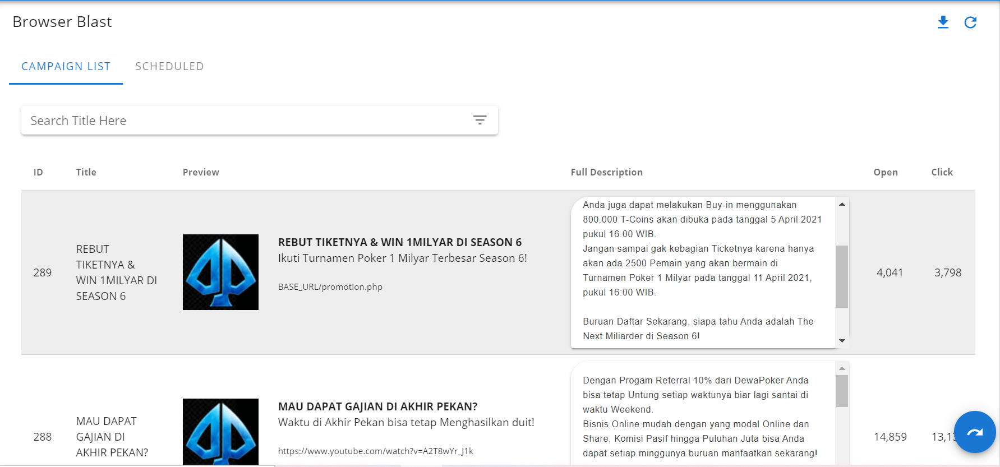 Browser Blast
CAMPAIGN LIST
SCHEDULED
Search Title Here
ID
Title
Preview
Full Description
Open
Click
289
REBUT
TIKETNYA &
WIN 1MILYAR DI
SEASON 6
REBUT TIKETNYA & WIN 1MILYAR DI SEASON 6
Ikuti Turnamen Poker 1 Milyar Terbesar Season 6!
BASE_URL/promotion.php
Anda juga dapat melakukan Buy-in menggunakan
800.000 T-Coins akan dibuka pada tanggal 5 April 2021
pukul 16.00 WIB.
Jangan sampai gak kebagian Ticketnya karena hanya
akan ada 2500 Pemain yang akan bermain di
Turnamen Poker 1 Milyar pada tanggal 11 April 2021,
pukul 16:00 WIB.
Buruan Daftar Sekarang, siapa tahu Anda adalah The
Next Miliarder di Season 6!
4,041
3,798
288
MAU DAPAT
GAJIAN DI
AKHIR PEKAN?
MAU DAPAT GAJIAN DI AKHIR PEKAN?
Waktu di Akhir Pekan bisa tetap Menghasilkan duit!
https://www.youtube.com/watch?v=A2T8wYr_J1k
Dengan Progam Referral 10% dari DewaPoker Anda
bisa tetap Untung setiap waktunya biar lagi santai di
waktu Weekend.
Bisnis Online mudah dengan yang modal Online dan
Share, Komisi Pasif hingga Puluhan Juta bisa Anda
dapat setiap minggunya buruan manfaatkan sekarang!
14,859